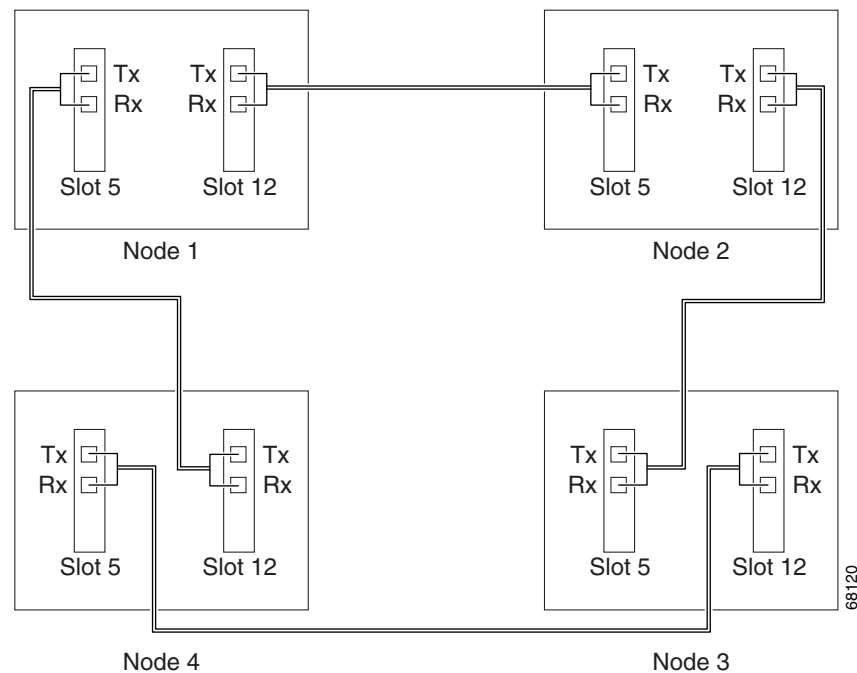 Tx Tx Tx Tx
Rx Rx Rx Rx
Slot 5 Slot 12 Slot 5 Slot 12
Node 1 Node 2
Tx Tx Tx Tx
Rx Rx Rx Rx
Slot 5 Slot 12 Slot 5 Slot 12
68120
Node 4 Node 3